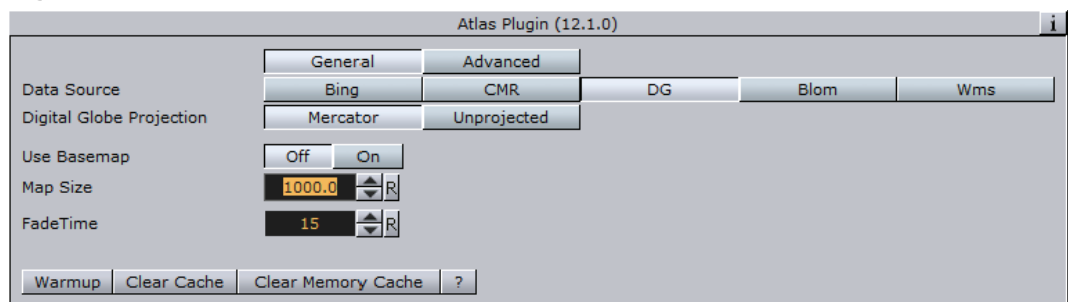 Atlas Plugin (12.1.0) i
General Advanced
Data Source Bing CMR DG Blom Wms
Digital Globe Projection Mercator Unprojected
Use Basemap Off On
Map Size 1000.0 R
FadeTime 15 R
Warmup Clear Cache Clear Memory Cache ?